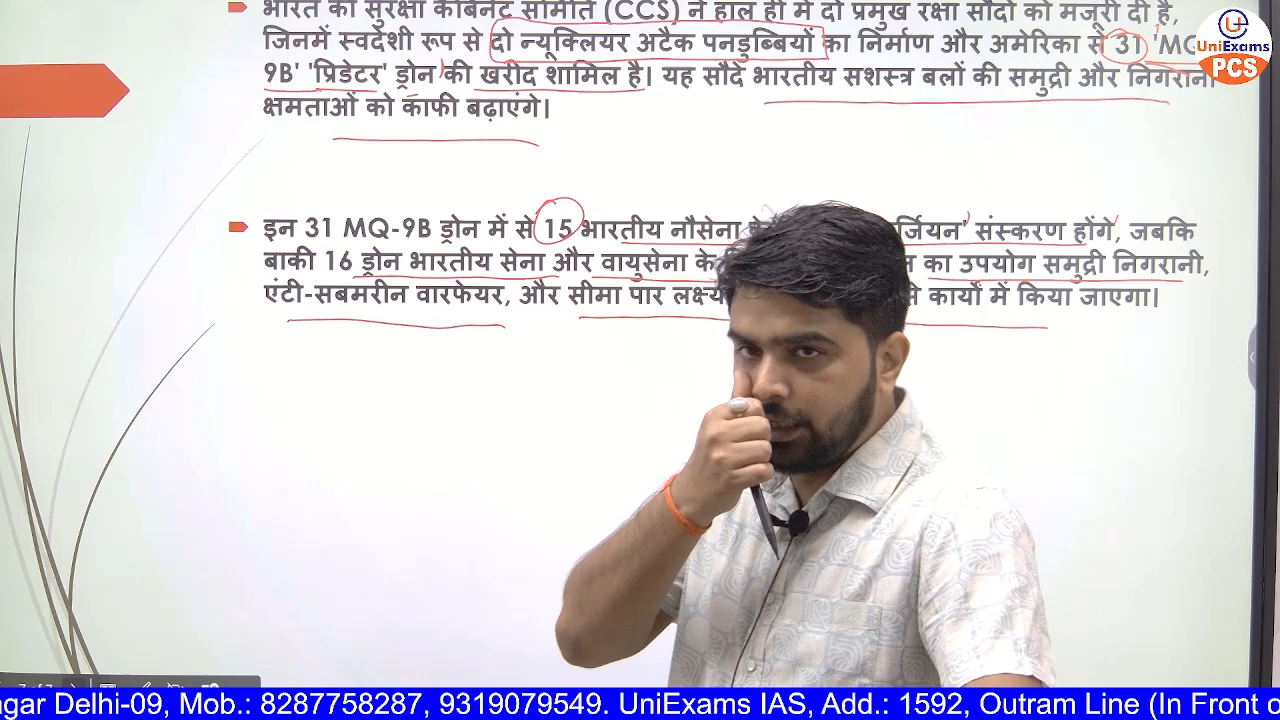 भारत की सुरक्षा कैबिनेट समिति (CCS) ने हाल ही में दो प्रमुख रक्षा सौदों को मंजूरी दी है,
जिनमें स्वदेशी रूप से दो न्यूक्लियर अटैक पनडुब्बियों का निर्माण और अमेरिका से 31 'MQ
9B' 'प्रिडेटर' ड्रोन की खरीद शामिल है। यह सौदे भारतीय सशस्त्र बलों की समुद्री और निगरानी
क्षमताओं को काफी बढ़ाएंगे।
इन 31 MQ-9B ड्रोन में से 15 भारतीय नौसेना र्जियन' संस्करण होंगे, जबकि
बाकी 16 ड्रोन भारतीय सेना और वायुसेना के का उपयोग समुद्री निगरानी,
एंटी-सबमरीन वारफेयर, और सीमा पार लक्ष्य कार्यों में किया जाएगा।
UniExams
PCS
agar Delhi-09, Mob.: 8287758287, 9319079549. UniExams IAS, Add.: 1592, Outram Line (In Front o